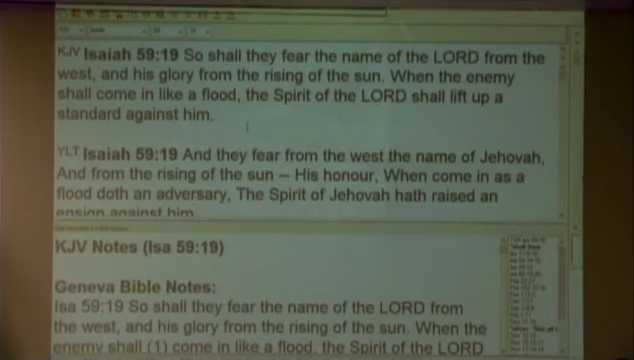 KJV Isaiah 59:19 So shall they fear the name of the LORD from the
west, and his glory from the rising of the sun. When the enemy
shall come in like a flood, the Spirit of the LORD shall lift up a
standard against him.
YLT Isaiah 59:19 And they fear from the west the name of Jehovah,
And from the rising of the sun -- His honour, When come in as a
flood doth an adversary, The Spirit of Jehovah hath raised an
ensign against him
KJV Notes (Isa 59:19)
Geneva Bible Notes:
Isa 59:19 So shall they fear the name of the LORD from
the west, and his glory from the rising of the sun. When the
enemy shall (1) come in like a flood, the Spirit of the LORD